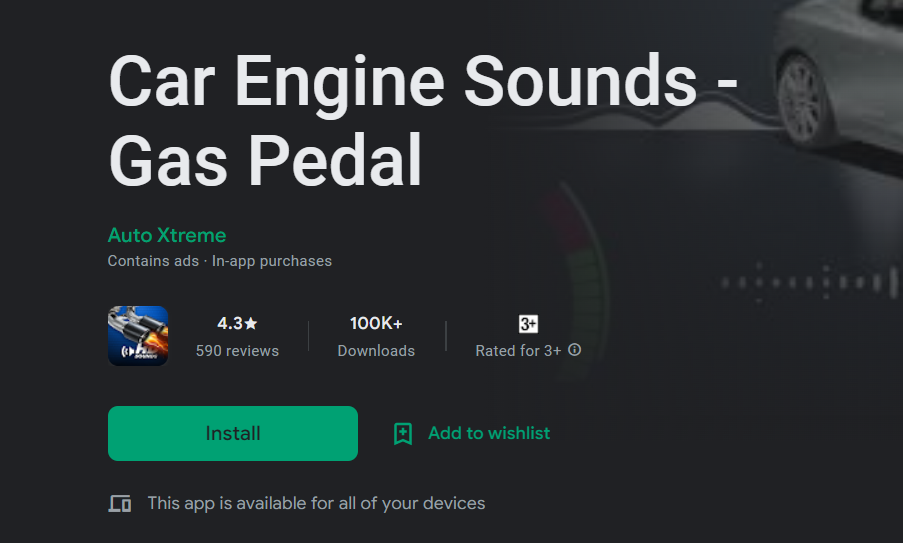 Car Engine Sounds -
Gas Pedal
Auto Xtreme
Contains ads · In-app purchases
4.3★
590 reviews
100K+
Downloads
3+
Rated for 3+
Install
Add to wishlist
This app is available for all of your devices